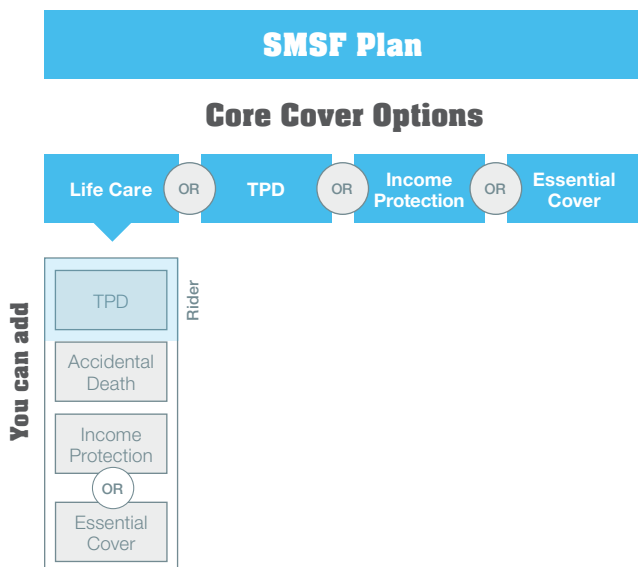 SMSF Plan
Core Cover Options
Life Care
OR
TPD
OR
Income
Protection
OR
Essential
Cover
You can add
TPD
Rider
Accidental
Death
Income
Protection
OR
Essential
Cover